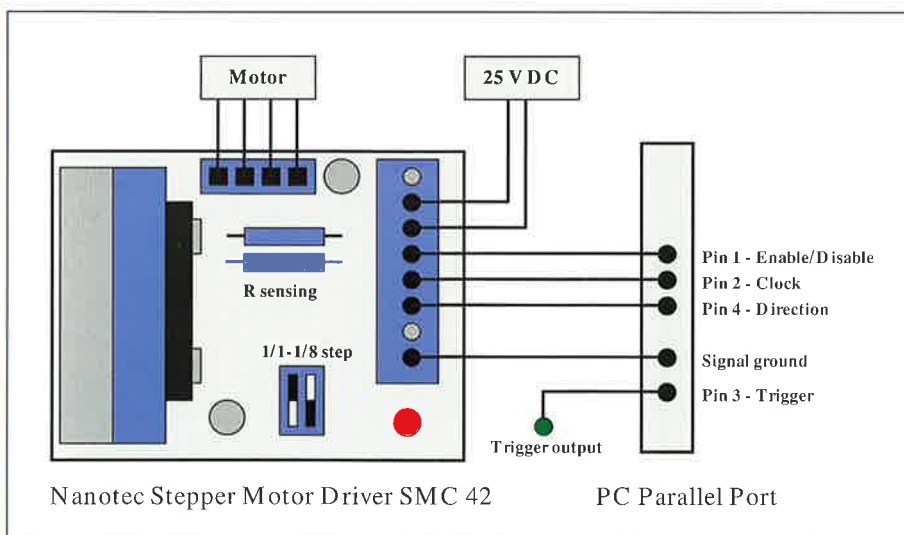 Motor
25 V DC
Pin 1 - Enable/Disable
Pin 2 - Clock
R sensing
Pin 4 - Direction
1/1-1/8 step
Signal ground
Pin 3 - Trigger
Trigger output
Nanotec Stepper Motor Driver SMC 42
PC Parallel Port